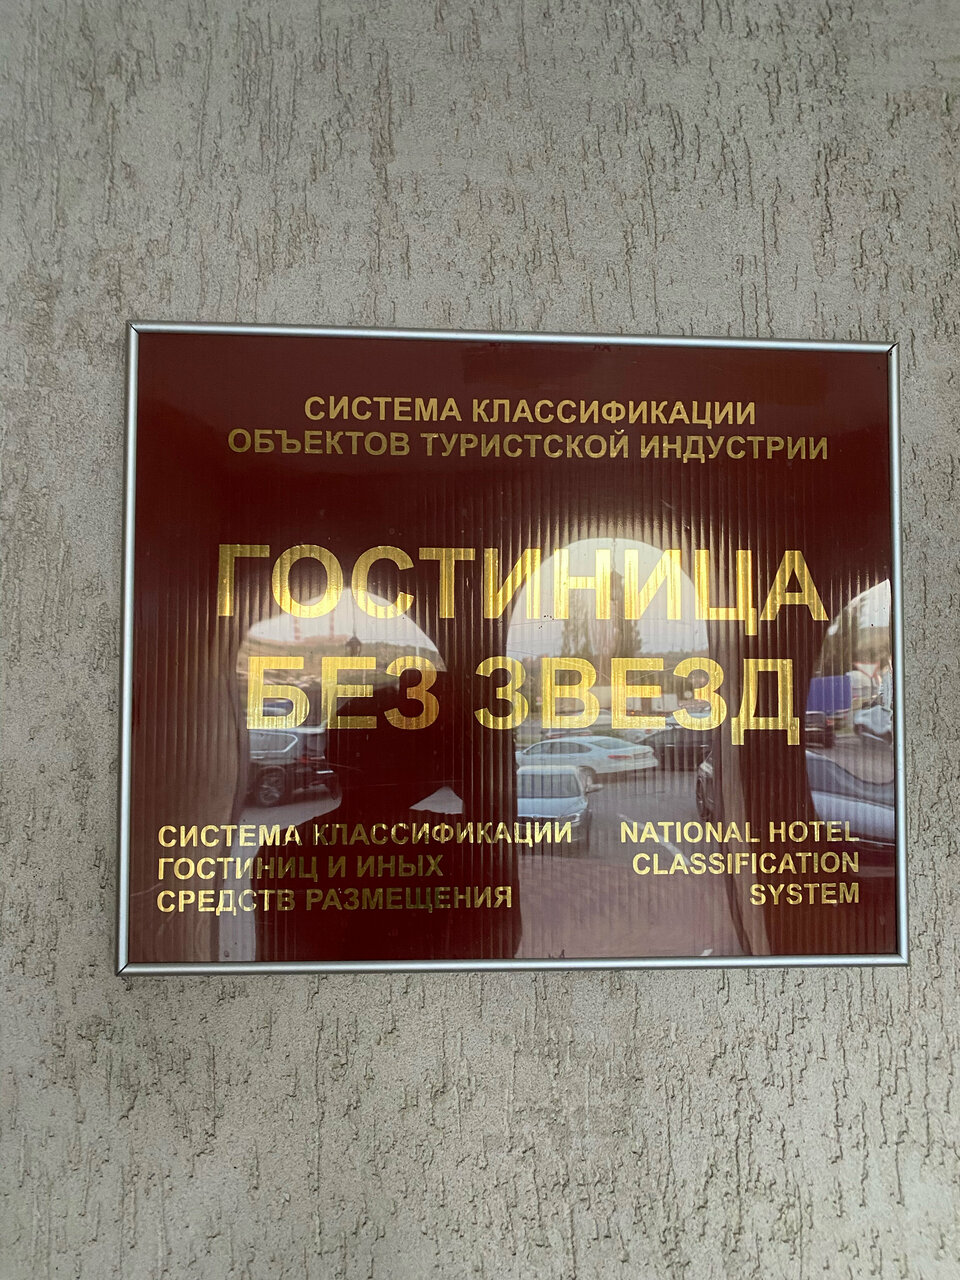 СИСТЕМА КЛАССИФИКАЦИИ
ОБЪЕКТОВ ТУРИСТСКОЙ ИНДУСТРИИ
ГОСТИНИЦА
БЕЗ ЗВЕЗД
СИСТЕМА КЛАССИФИКАЦИИ
ГОСТИНИЦ И ИНЫХ
СРЕДСТВ РАЗМЕЩЕНИЯ
NATIONAL HOTEL
CLASSIFICATION
SYSTEM